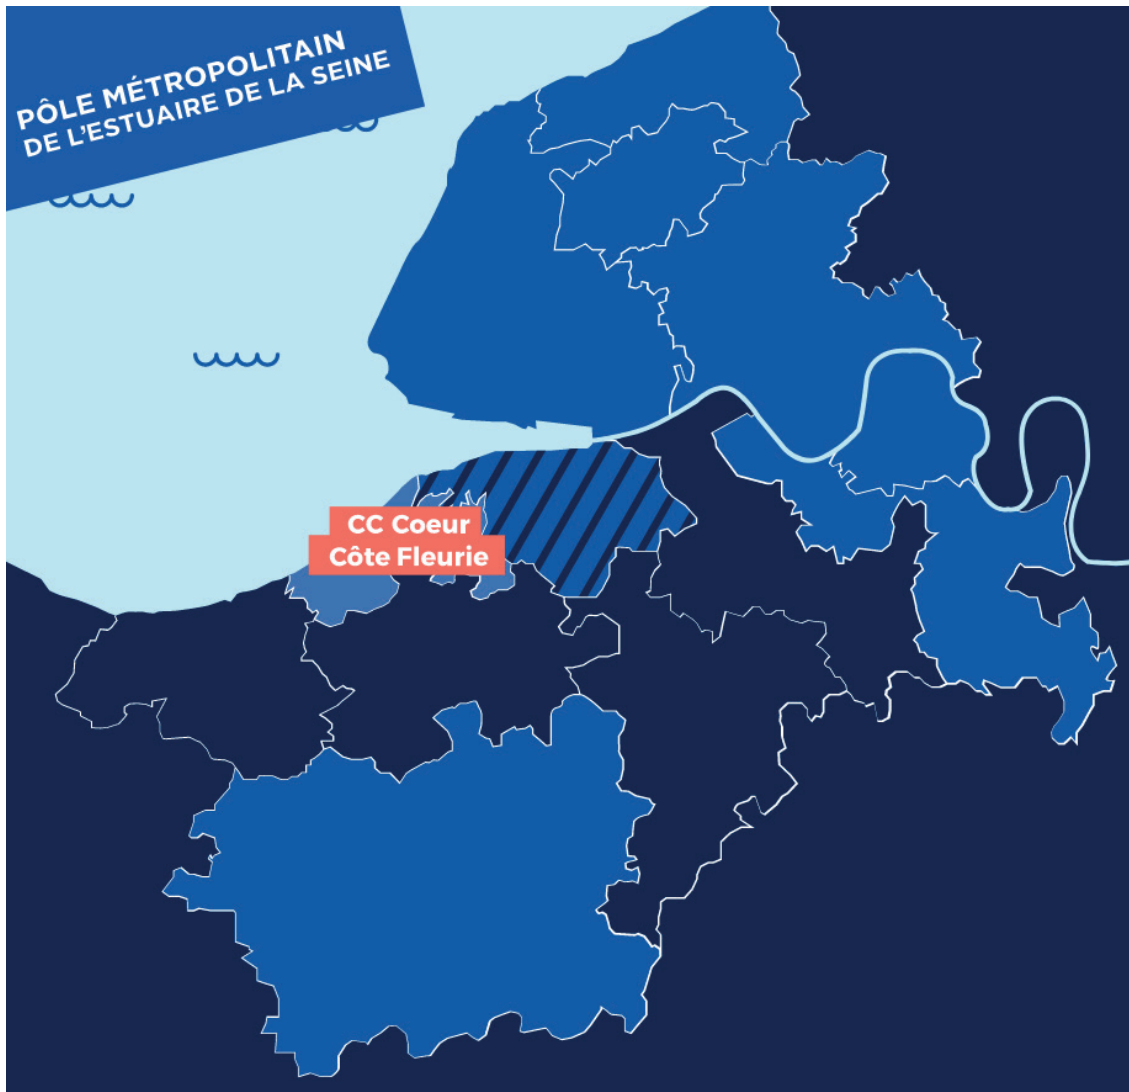 PÔLE MÉTROPOLITAIN
DE L'ESTUAIRE DE LA SEINE
CC Coeur
Côte Fleurie